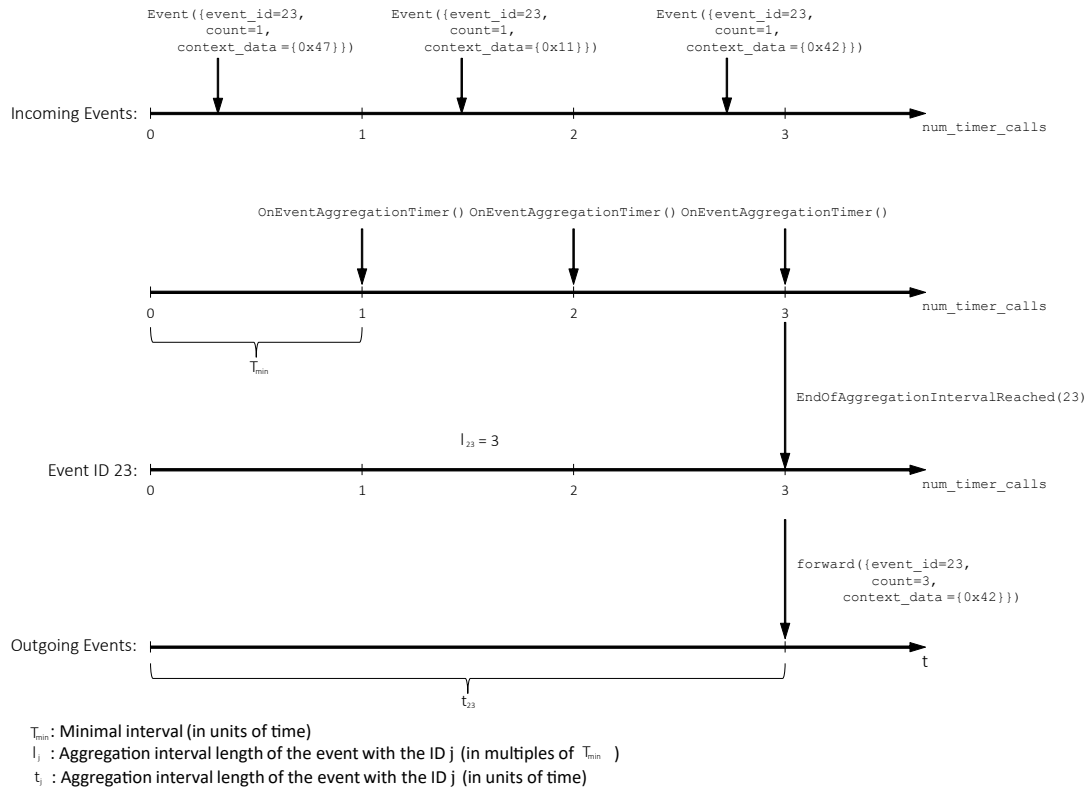 Event({event_id=23,
count=1,
context_data={0x47}})
Event({event_id=23,
count=1,
context_data={0x11}})
Event({event_id=23,
count=1,
context_data={0x42}})
Incoming Events:
0 1 2 3
num_timer_calls
OnEventAggregationTimer() OnEventAggregationTimer() OnEventAggregationTimer()
0 1 2 3
num_timer_calls
Tmin
EndOfAggregationIntervalReached(23)
I23 = 3
Event ID 23:
0 1 2 3
num_timer_calls
forward({event_id=23,
count=3,
context_data={0x42}})
Outgoing Events:
t
t23
Tmin: Minimal interval (in units of time)
Ij : Aggregation interval length of the event with the ID j (in multiples of Tmin )
tj : Aggregation interval length of the event with the ID j (in units of time)